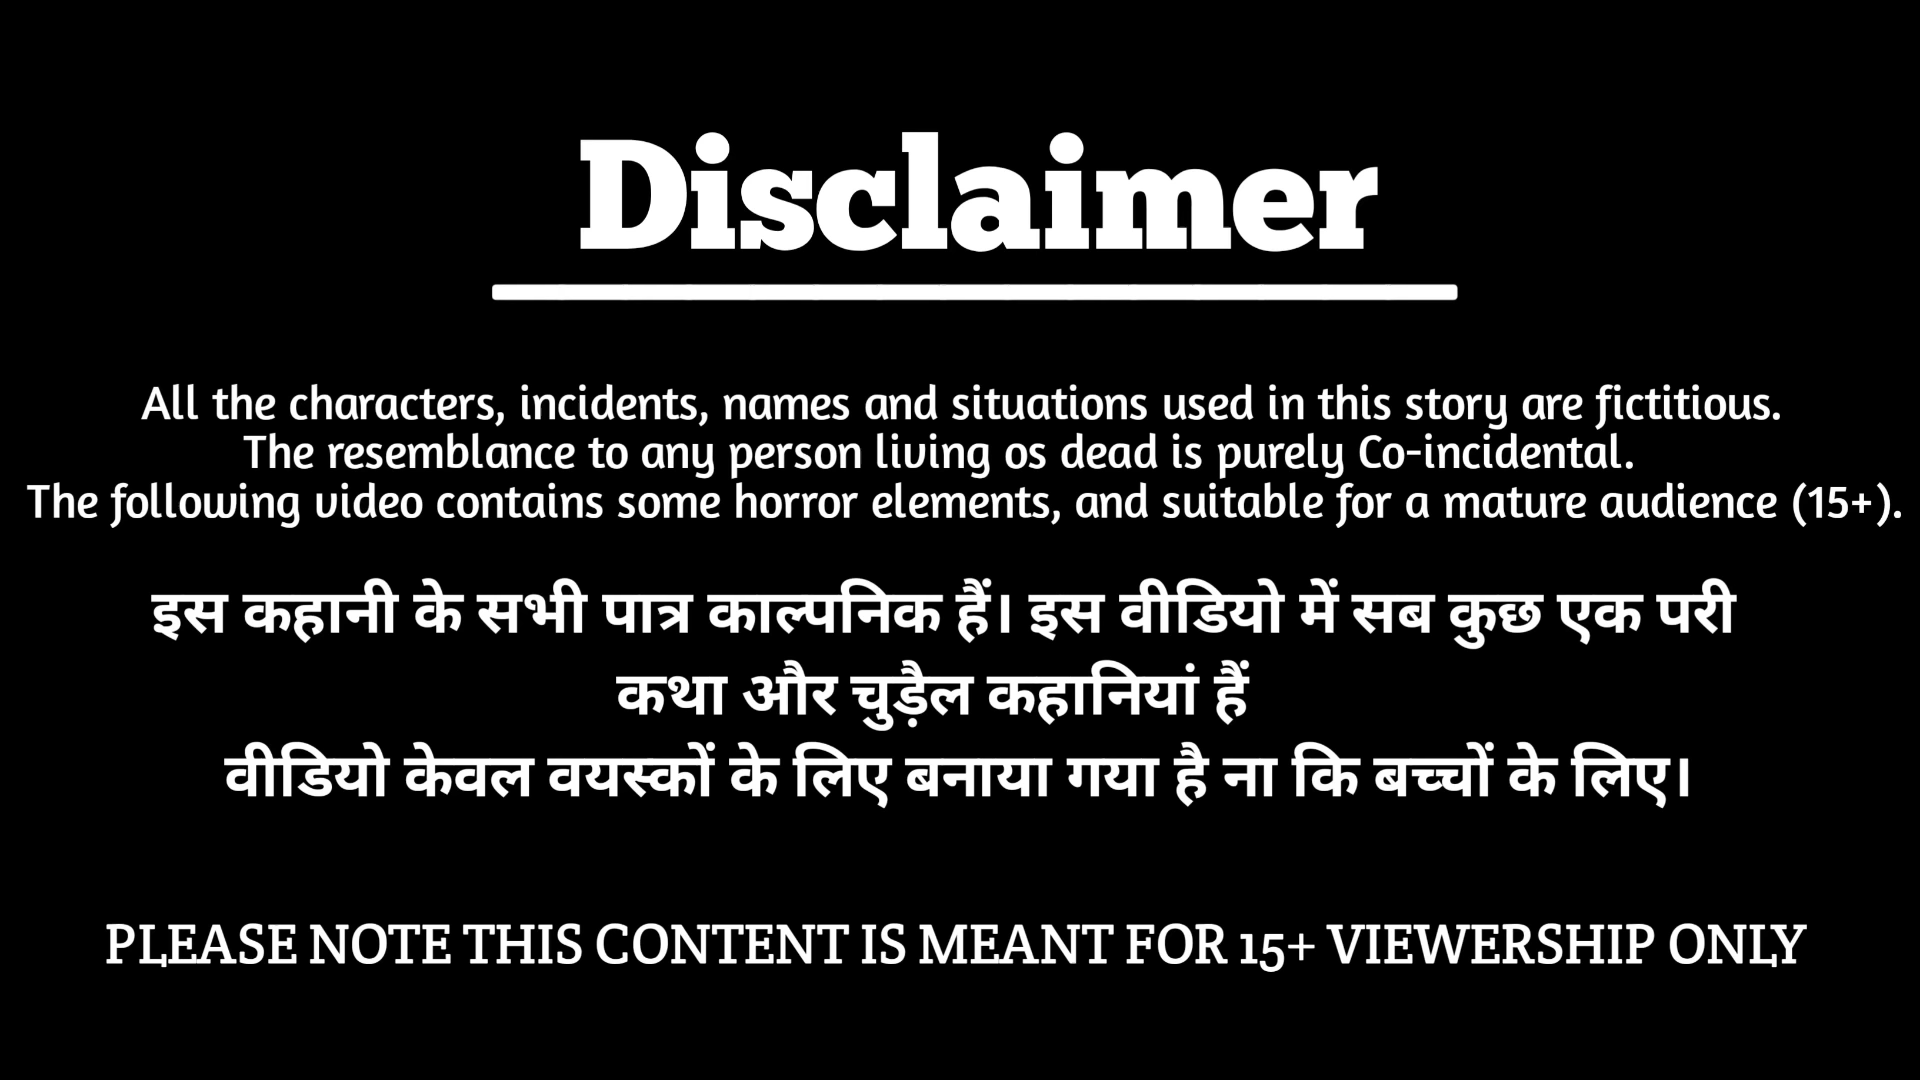 Disclaimer
All the characters, incidents, names and situations used in this story are fictitious.
The resemblance to any person living os dead is purely Co-incidental.
The following video contains some horror elements, and suitable for a mature audience (15+).
इस कहानी के सभी पात्र काल्पनिक हैं। इस वीडियो में सब कुछ एक परी
कथा और चुड़ैल कहानियां हैं
वीडियो केवल वयस्कों के लिए बनाया गया है ना कि बच्चों के लिए।
PLEASE NOTE THIS CONTENT IS MEANT FOR 15+ VIEWERSHIP ONLY